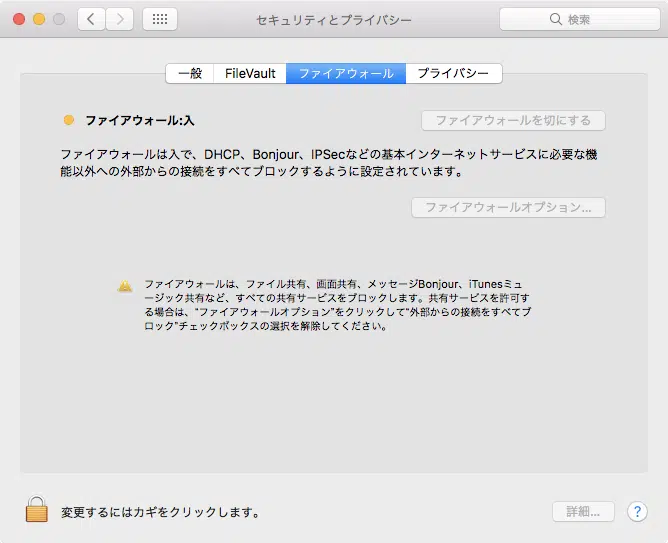 セキュリティとプライバシー
検索
一般
FileVault
ファイアウォール
プライバシー
ファイアウォール:入
ファイアウォールを切にする
ファイアウォールは入で、DHCP、Bonjour、IPSecなどの基本インターネットサービスに必要な機
能以外への外部からの接続をすべてブロックするように設定されています。
ファイアウォールオプション...
ファイアウォールは、ファイル共有、画面共有、メッセージBonjour、iTunesミュ
ージック共有など、すべての共有サービスをブロックします。共有サービスを許可す
る場合は、"ファイアウォールオプション"をクリックして"外部からの接続をすべてブ
ロック"チェックボックスの選択を解除してください。
変更するにはカギをクリックします。
詳細...
?